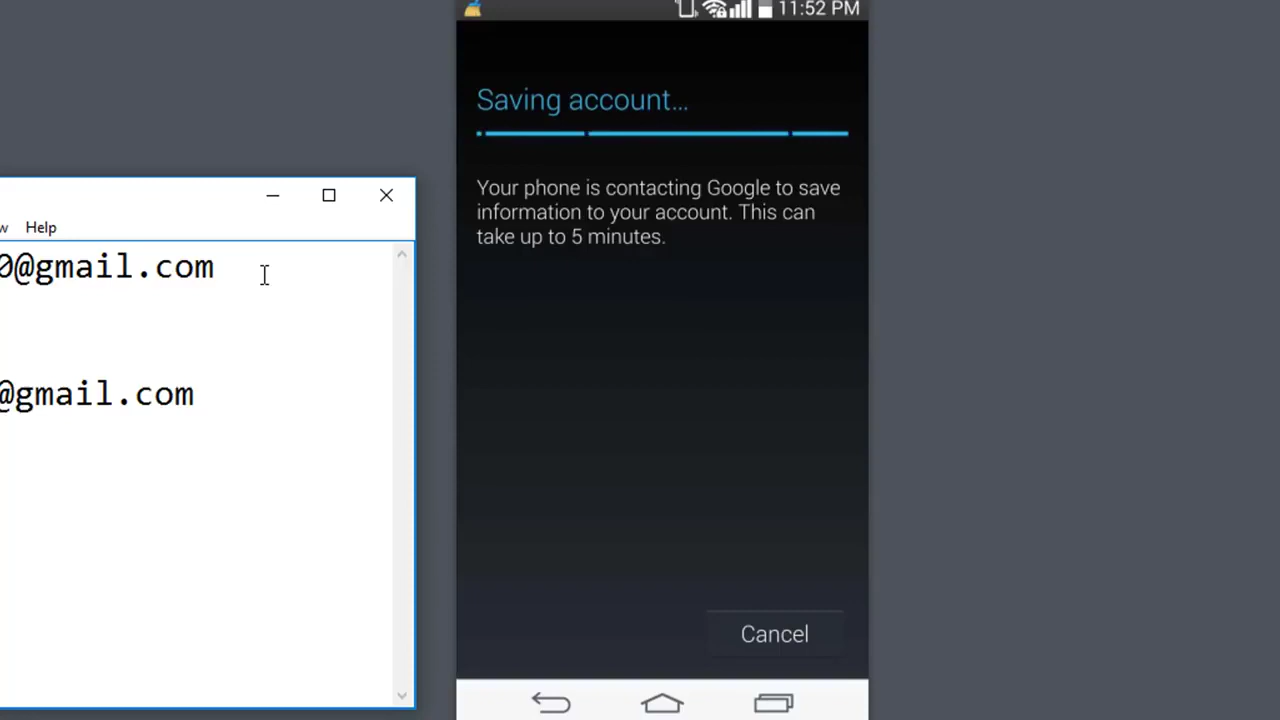 11:52 PM
Saving account...
Your phone is contacting Google to save
information to your account. This can
take up to 5 minutes.
Cancel
w Help
0@gmail.com
@gmail.com